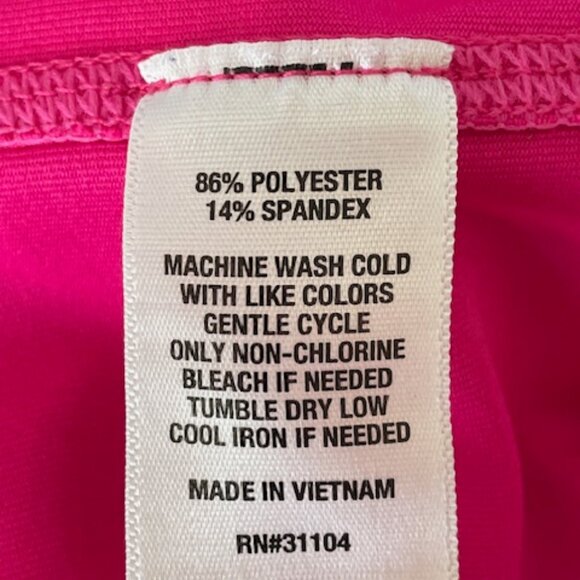 86% POLYESTER
14% SPANDEX
MACHINE WASH COLD
WITH LIKE COLORS
GENTLE CYCLE
ONLY NON-CHLORINE
BLEACH IF NEEDED
TUMBLE DRY LOW
COOL IRON IF NEEDED
MADE IN VIETNAM
RN#31104